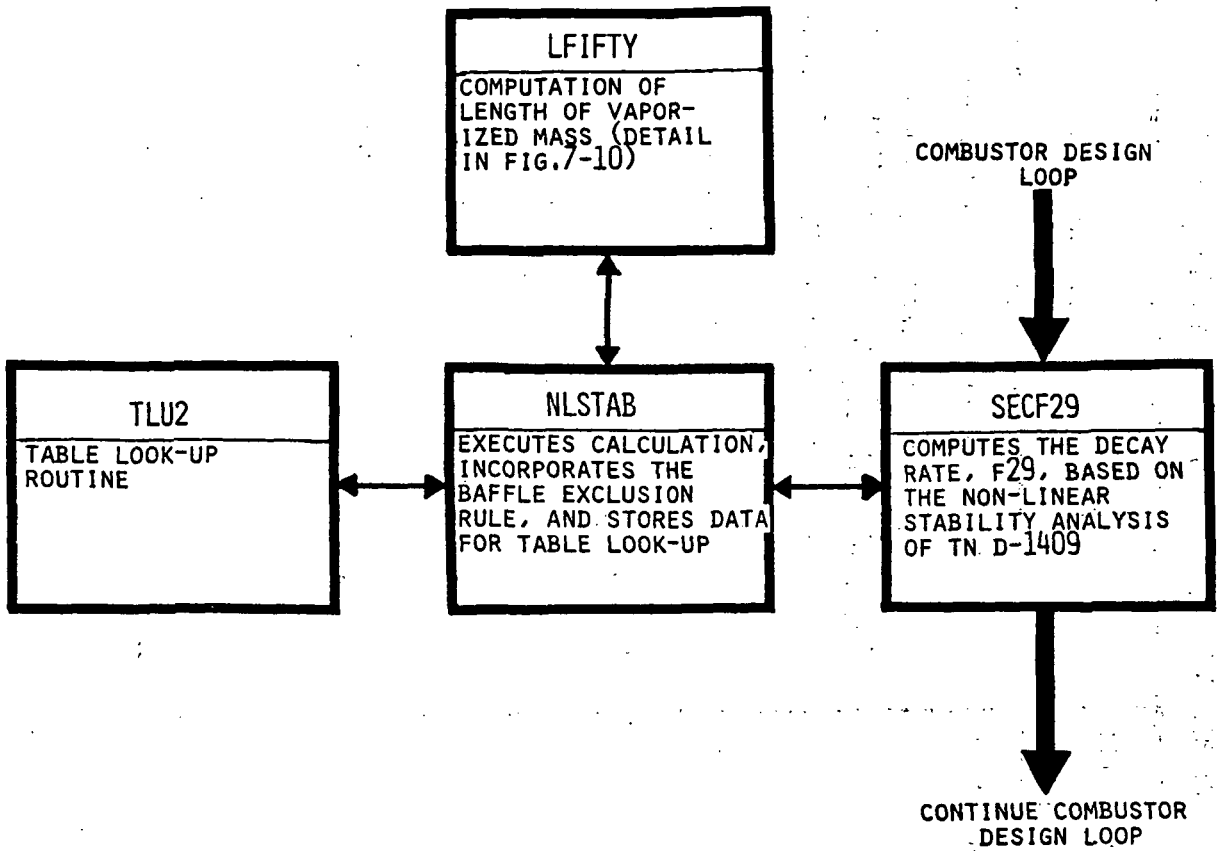 LFIFTY
COMPUTATION OF
LENGTH OF VAPOR-
IZED MASS (DETAIL
IN FIG.7-10)
COMBUSTOR DESIGN
LOOP
TLU2
TABLE LOOK-UP
ROUTINE
NLSTAB
EXECUTES CALCULATION,
INCORPORATES THE
BAFFLE EXCLUSION
RULE, AND STORES DATA
FOR TABLE LOOK-UP
SECF29
COMPUTES THE DECAY
RATE, F29, BASED ON
THE NON-LINEAR
STABILITY ANALYSIS
OF TN D-1409
CONTINUE COMBUSTOR
DESIGN LOOP